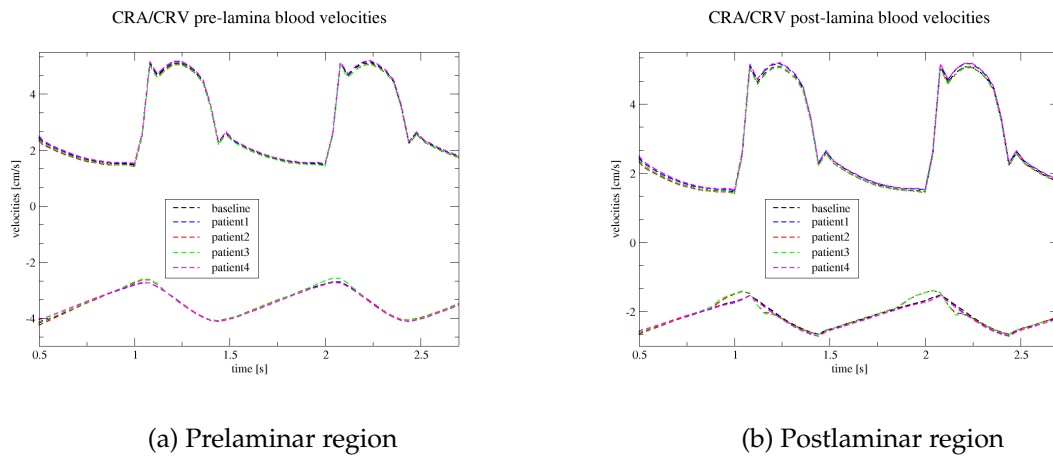 CRA/CRV pre-lamina blood velocities
velocities [cm/s]
4
2
0
-2
-4
baseline
patient1
patient2
patient3
patient4
0.5 1 1.5 2 2.5
time [s]
(a) Prelaminar region
CRA/CRV post-lamina blood velocities
velocities [cm/s]
4
2
0
-2
baseline
patient1
patient2
patient3
patient4
0.5 1 1.5 2 2.5
time [s]
(b) Postlaminar region